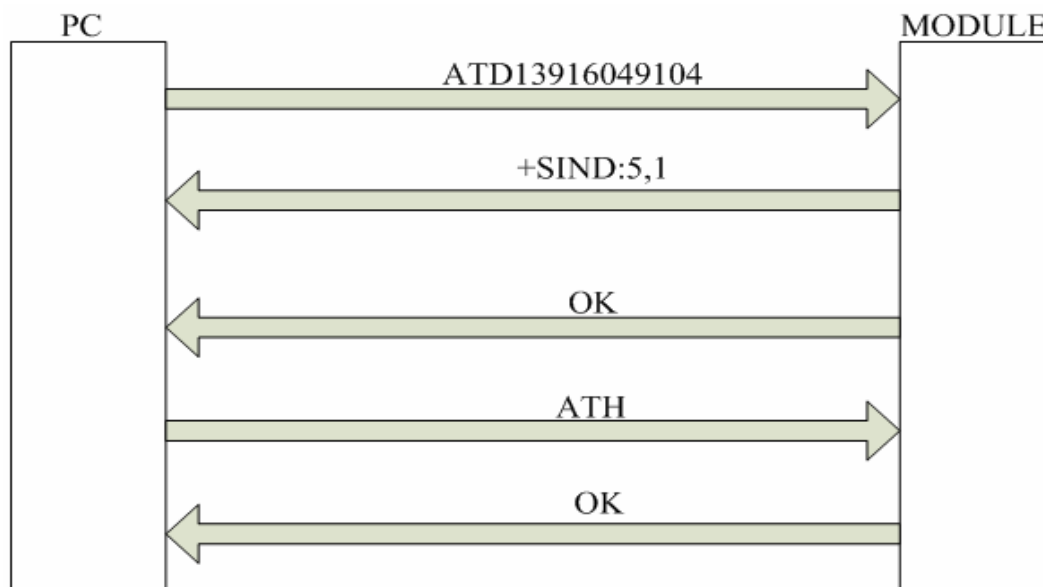 PC
MODULE
ATD13916049104
+SIND:5,1
OK
ATH
OK